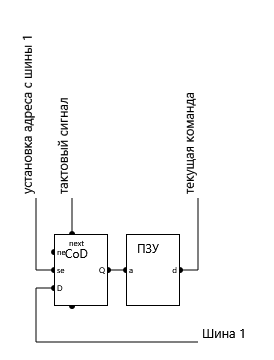 установка адреса с шины 1
тактовый сигнал
текущая команда
next
ne
CoD
ПЗУ
se
Q
a
d
D
Шина 1